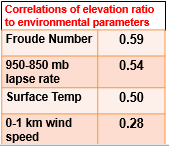 Correlations of elevation ratio
to environmental parameters
Froude Number 0.59
950-850 mb 0.54
lapse rate
Surface Temp 0.50
0-1 km wind 0.28
speed